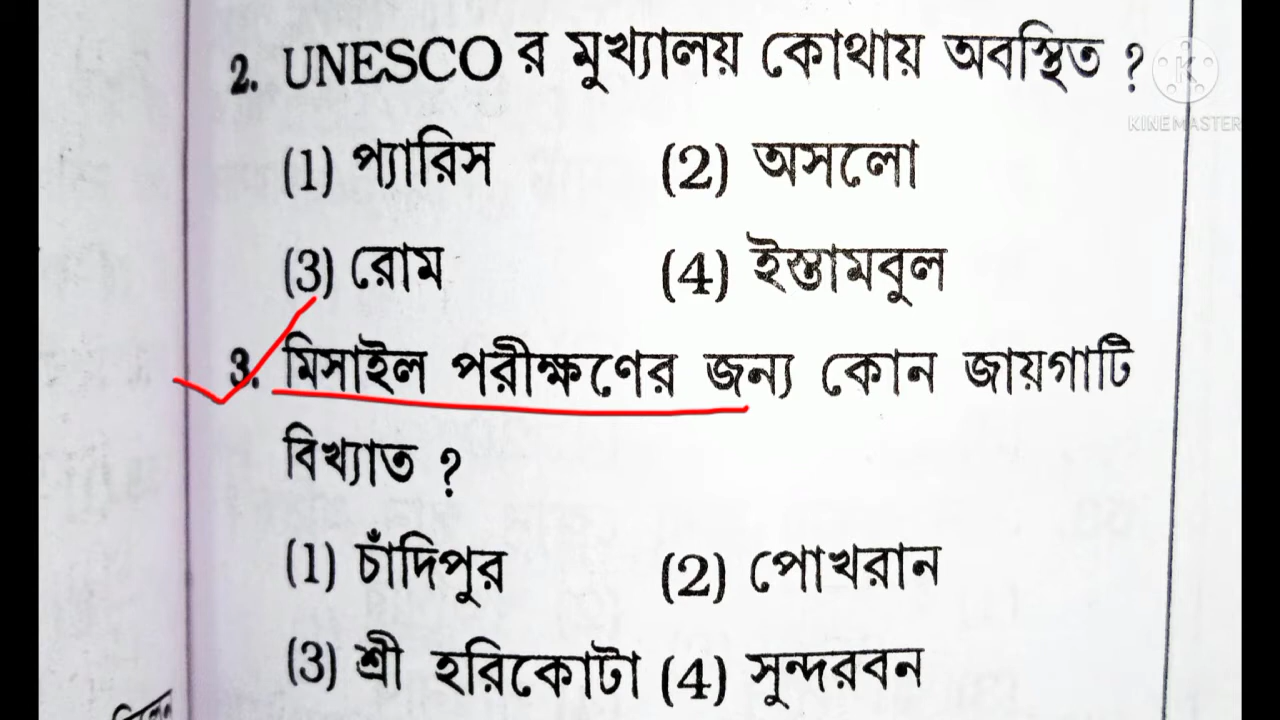 2. UNESCO র মুখ্যালয় কোথায় অবস্থিত ?
(1) প্যারিস (2) অসলো
(3) রোম (4) ইস্তামবুল
3. মিসাইল পরীক্ষণের জন্য কোন জায়গাটি
বিখ্যাত ?
(1) চাঁদিপুর (2) পোখরান
(3) শ্রী হরিকোটা (4) সুন্দরবন
K
KINEMASTER